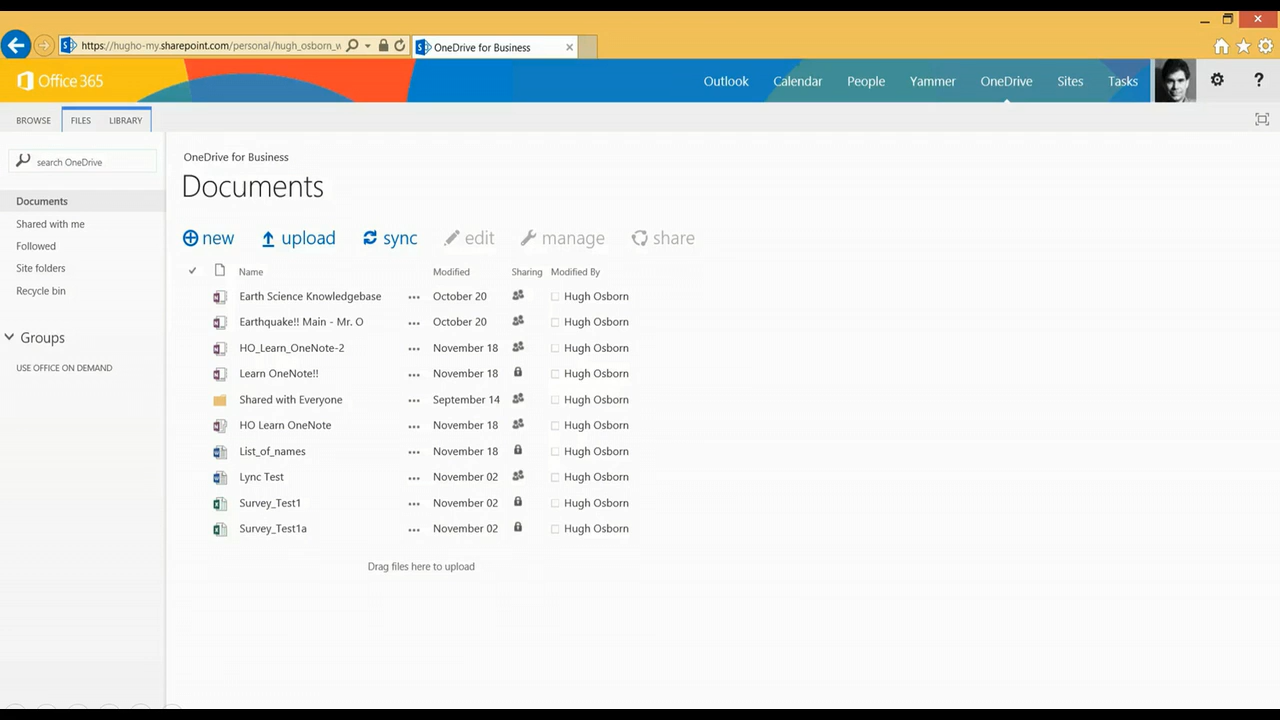 https://hugho-my.sharepoint.com/personal/hugh_osborn_w
OneDrive for Business
Office 365
Outlook Calendar People Yammer OneDrive Sites Tasks ?
BROWSE FILES LIBRARY
search OneDrive
Documents
Shared with me
Followed
Site folders
Recycle bin
Groups
USE OFFICE ON DEMAND
OneDrive for Business
Documents
new upload sync edit manage share
Name Modified Sharing Modified By
Earth Science Knowledgebase ... October 20 Hugh Osborn
Earthquake!! Main - Mr. O ... October 20 Hugh Osborn
HO_Learn_OneNote-2 ... November 18 Hugh Osborn
Learn OneNote!! ... November 18 Hugh Osborn
Shared with Everyone ... September 14 Hugh Osborn
HO Learn OneNote ... November 18 Hugh Osborn
List_of_names ... November 18 Hugh Osborn
Lync Test ... November 02 Hugh Osborn
Survey_Test1 ... November 02 Hugh Osborn
Survey_Test1a ... November 02 Hugh Osborn
Drag files here to upload